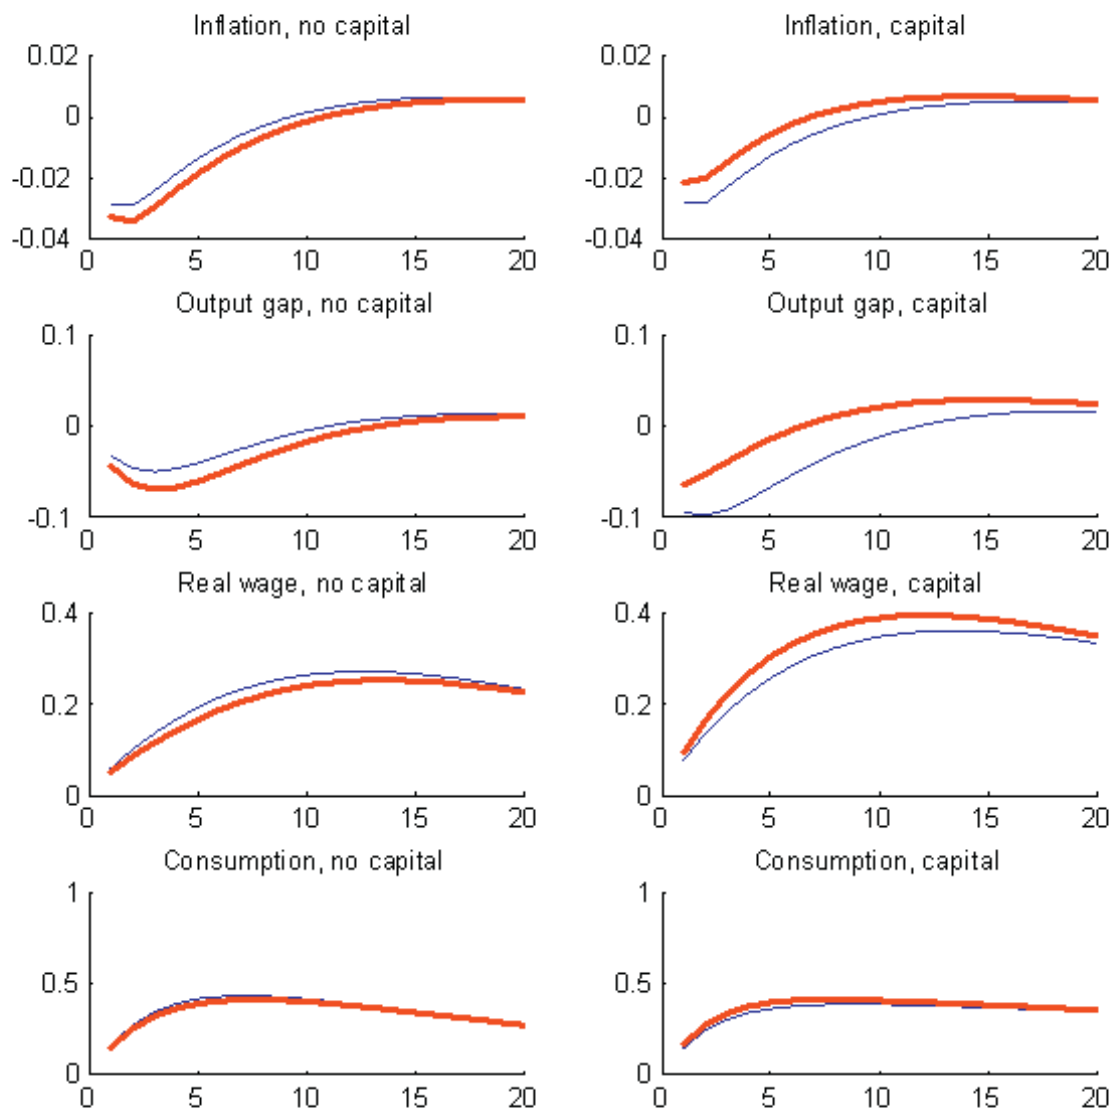 Inflation, no capital
0.02
0
-0.02
-0.04
0 5 10 15 20
Inflation, capital
0.02
0
-0.02
-0.04
0 5 10 15 20
Output gap, no capital
0.1
0
-0.1
0 5 10 15 20
Output gap, capital
0.1
0
-0.1
0 5 10 15 20
Real wage, no capital
0.4
0.2
0
0 5 10 15 20
Real wage, capital
0.4
0.2
0
0 5 10 15 20
Consumption, no capital
1
0.5
0
0 5 10 15 20
Consumption, capital
1
0.5
0
0 5 10 15 20